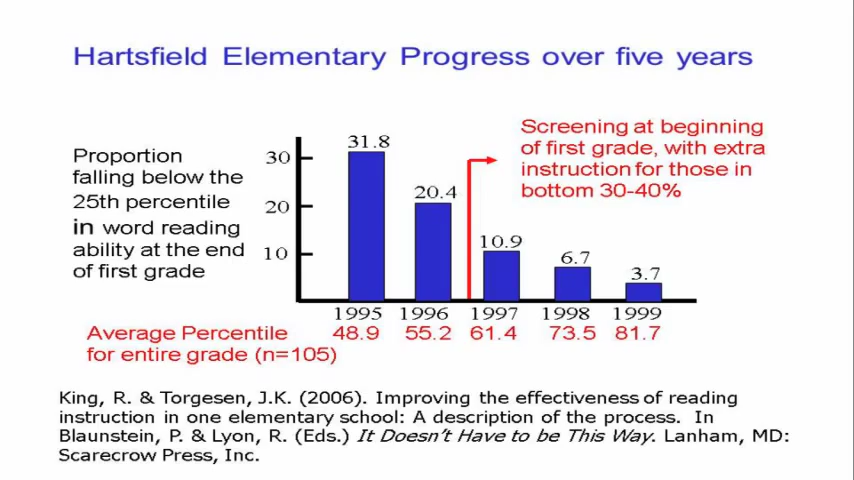 Hartsfield Elementary Progress over five years
Screening at beginning
of first grade, with extra
instruction for those in
bottom 30-40%
Proportion
falling below the
25th percentile
in word reading
ability at the end
of first grade
30
20
10
31.8
20.4
10.9
6.7
3.7
1995 1996 1997 1998 1999
Average Percentile 48.9 55.2 61.4 73.5 81.7
for entire grade (n=105)
King, R. & Torgesen, J.K. (2006). Improving the effectiveness of reading
instruction in one elementary school: A description of the process. In
Blaunstein, P. & Lyon, R. (Eds.) It Doesn't Have to be This Way. Lanham, MD:
Scarecrow Press, Inc.